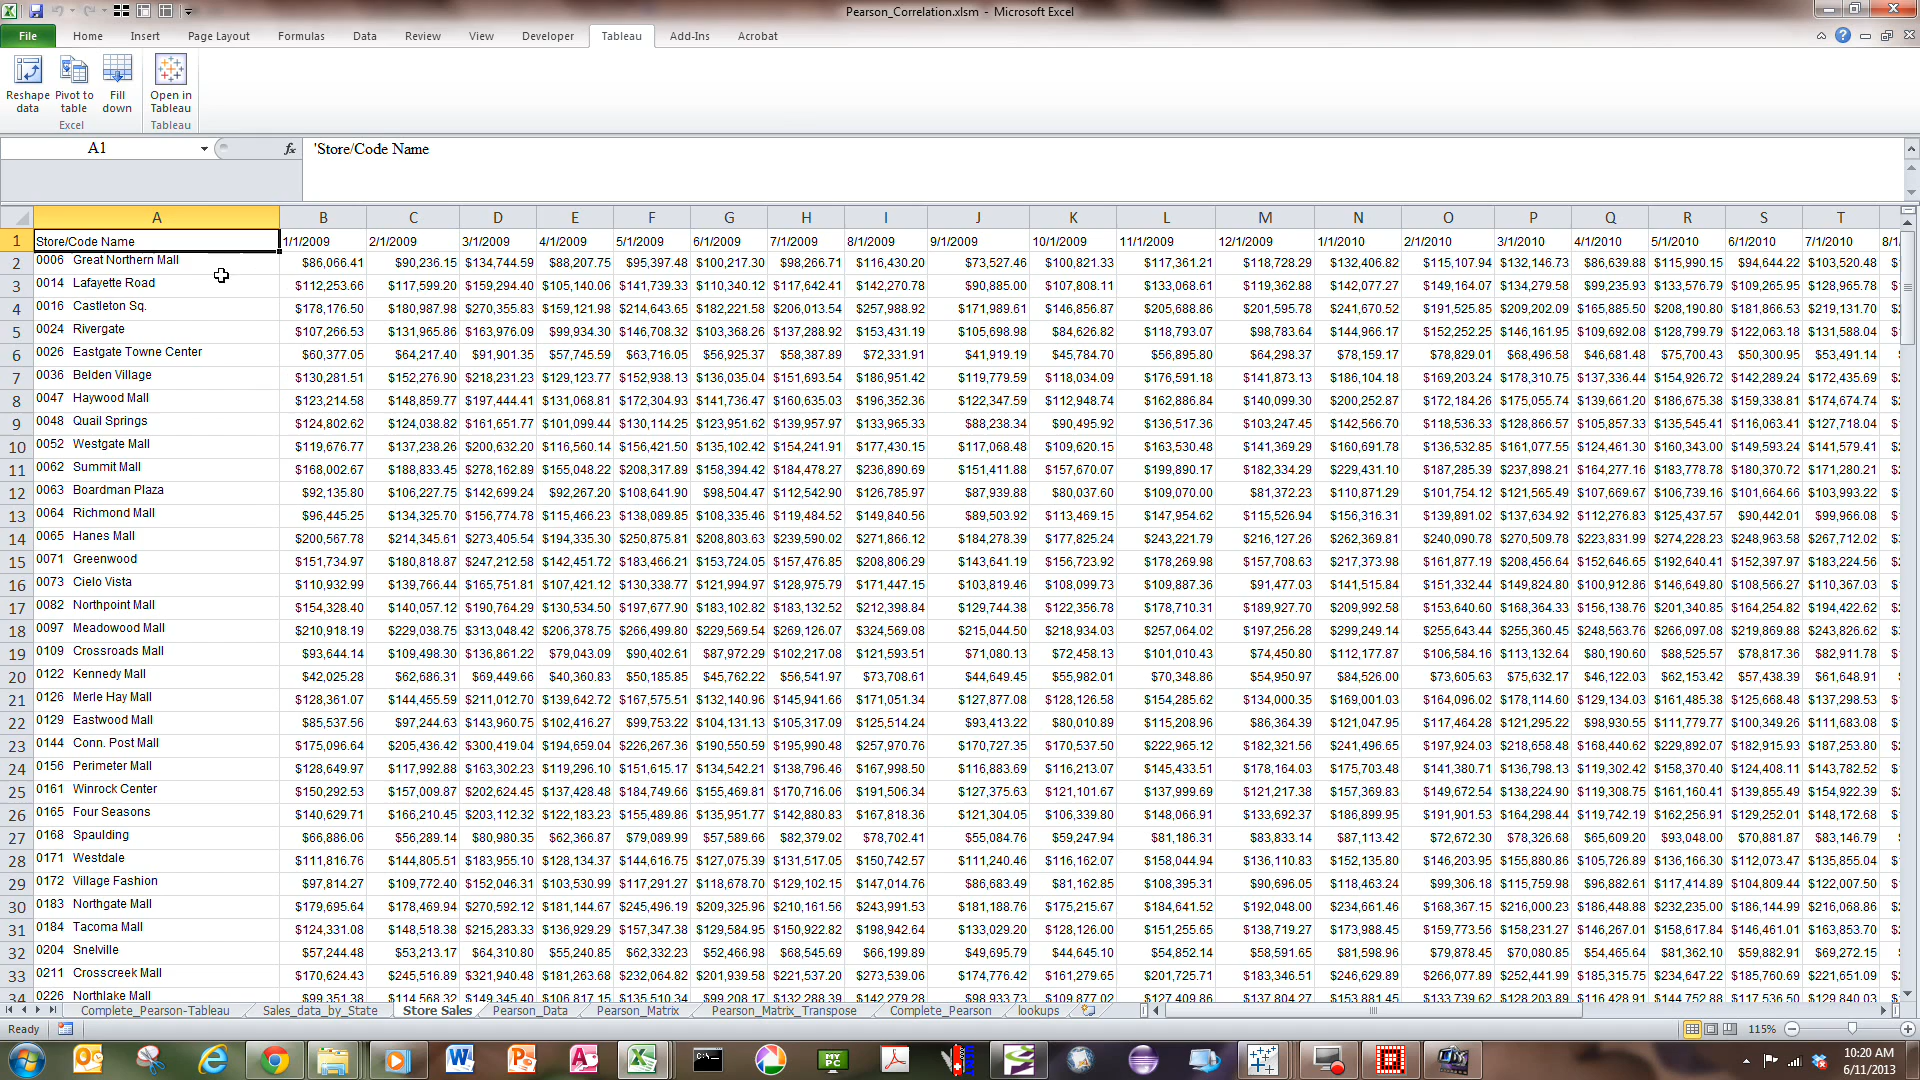 Pearson_Correlation.xlsm - Microsoft Excel
File Home Insert Page Layout Formulas Data Review View Developer Tableau Add-Ins Acrobat
Reshape data Pivot to table Fill down Open in Tableau
Excel Tableau
A1 fx 'Store/Code Name
A B C D E F G H I J K L M N O P Q R S T
1 Store/Code Name 1/1/2009 2/1/2009 3/1/2009 4/1/2009 5/1/2009 6/1/2009 7/1/2009 8/1/2009 9/1/2009 10/1/2009 11/1/2009 12/1/2009 1/1/2010 2/1/2010 3/1/2010 4/1/2010 5/1/2010 6/1/2010 7/1/2010 8/1
2 0006 Great Northern Mall $86,066.41 $90,236.15 $134,744.59 $88,207.75 $95,397.48 $100,217.30 $98,266.71 $116,430.20 $73,527.46 $100,821.33 $117,361.21 $118,728.29 $132,406.82 $115,107.94 $132,146.73 $86,639.88 $115,990.15 $94,644.22 $103,520.48
3 0014 Lafayette Road $112,253.66 $117,599.20 $159,294.40 $105,140.06 $141,739.33 $110,340.12 $117,642.41 $142,270.78 $90,885.00 $107,808.11 $133,068.61 $119,362.88 $142,077.27 $149,164.07 $134,279.58 $99,235.93 $133,576.79 $109,265.95 $128,965.78
4 0016 Castleton Sq. $178,176.50 $180,987.98 $270,355.83 $159,121.98 $214,643.65 $182,221.58 $206,013.54 $257,988.92 $171,989.61 $146,856.87 $205,688.86 $201,595.78 $241,670.52 $191,525.85 $209,202.09 $165,885.50 $208,190.80 $181,866.53 $219,131.70
5 0024 Rivergate $107,266.53 $131,965.86 $163,976.09 $99,934.30 $146,708.32 $103,368.26 $137,288.92 $153,431.19 $105,698.98 $84,626.82 $118,793.07 $98,783.64 $144,966.17 $152,252.25 $146,161.95 $109,692.08 $128,799.79 $122,063.18 $131,588.04
6 0026 Eastgate Towne Center $60,377.05 $64,217.40 $91,901.35 $57,745.59 $63,716.05 $56,925.37 $58,387.89 $72,331.91 $41,919.19 $45,784.70 $56,895.80 $64,298.37 $78,159.17 $78,829.01 $68,496.58 $46,681.48 $75,700.43 $50,300.95 $53,491.14
7 0036 Belden Village $130,281.51 $152,276.90 $218,231.23 $129,123.77 $152,938.13 $136,035.04 $151,693.54 $186,951.42 $119,779.59 $118,034.09 $176,591.18 $141,873.13 $186,104.18 $169,203.24 $178,310.75 $137,336.44 $154,926.72 $142,289.24 $172,435.69
8 0047 Haywood Mall $123,214.58 $148,859.77 $197,444.41 $131,068.81 $172,304.93 $141,736.47 $160,635.03 $196,352.36 $122,347.59 $112,948.74 $162,886.84 $140,099.30 $200,252.87 $172,184.26 $175,055.74 $139,661.20 $186,675.38 $159,338.81 $174,674.74
9 0048 Quail Springs $124,802.62 $124,038.82 $161,651.77 $101,099.44 $130,114.25 $123,951.62 $139,957.97 $133,965.33 $88,238.34 $90,495.92 $136,517.36 $103,247.45 $142,566.70 $118,536.33 $128,866.57 $105,857.33 $135,545.41 $116,063.41 $127,718.04
10 0052 Westgate Mall $119,676.77 $137,238.26 $200,632.20 $116,560.14 $156,421.50 $135,102.42 $154,241.91 $177,430.15 $117,068.48 $109,620.15 $163,530.48 $141,369.29 $160,691.78 $136,532.85 $161,077.55 $124,461.30 $160,343.00 $149,593.24 $141,579.41
11 0062 Summit Mall $168,002.67 $188,833.45 $278,162.89 $155,048.22 $208,317.89 $158,394.42 $184,478.27 $236,890.69 $151,411.88 $157,670.07 $199,890.17 $182,334.29 $229,431.10 $187,285.39 $237,898.21 $164,277.16 $183,778.78 $180,370.72 $171,280.21
12 0063 Boardman Plaza $92,135.80 $106,227.75 $142,699.24 $92,267.20 $108,641.90 $98,504.47 $112,542.90 $126,785.97 $87,939.88 $80,037.60 $109,070.00 $81,372.23 $110,871.29 $101,754.12 $121,565.49 $107,669.67 $106,739.16 $101,664.66 $103,993.22
13 0064 Richmond Mall $96,445.25 $134,325.70 $156,774.78 $115,466.23 $138,089.85 $108,335.46 $119,484.52 $149,840.56 $89,503.92 $113,469.15 $147,954.62 $115,526.94 $156,316.31 $139,891.02 $137,634.92 $112,276.83 $125,437.57 $90,442.01 $99,966.08
14 0065 Hanes Mall $200,567.78 $214,345.61 $273,405.54 $194,335.30 $250,875.81 $208,803.63 $239,590.02 $271,866.12 $184,278.39 $177,825.24 $243,221.79 $216,127.26 $262,369.81 $240,090.78 $270,509.78 $223,831.99 $274,228.23 $248,963.58 $267,712.02
15 0071 Greenwood $151,734.97 $180,818.87 $247,212.58 $142,451.72 $183,466.21 $153,724.05 $157,476.85 $208,806.29 $143,641.19 $156,723.92 $178,269.98 $157,708.63 $217,373.98 $161,877.19 $208,456.64 $152,646.65 $192,640.41 $152,397.97 $183,224.56
16 0073 Cielo Vista $110,932.99 $139,766.44 $165,751.81 $107,421.12 $130,338.77 $121,994.97 $128,975.79 $171,447.15 $103,819.46 $108,099.73 $109,887.36 $91,477.03 $141,515.84 $151,332.44 $149,824.80 $100,912.86 $146,649.80 $108,566.27 $110,367.03
17 0082 Northpoint Mall $154,328.40 $140,057.12 $190,764.29 $130,534.50 $197,677.90 $183,102.82 $183,132.52 $212,398.84 $129,744.38 $122,356.78 $178,710.31 $189,927.70 $209,992.58 $153,640.60 $168,364.33 $156,138.76 $201,340.85 $164,254.82 $194,422.62
18 0097 Meadowood Mall $210,918.19 $229,038.75 $313,048.42 $206,378.75 $266,499.80 $229,569.54 $269,126.07 $324,569.08 $215,044.50 $218,934.03 $257,064.02 $197,256.28 $299,249.14 $255,643.44 $255,360.45 $248,563.76 $266,097.08 $219,869.88 $243,826.62
19 0109 Crossroads Mall $93,644.14 $109,498.30 $136,861.22 $79,043.09 $90,402.61 $87,972.29 $102,217.08 $121,593.51 $71,080.13 $72,458.13 $101,010.43 $74,450.80 $112,177.87 $106,584.16 $113,132.64 $80,190.60 $88,525.57 $78,817.36 $82,911.78
20 0122 Kennedy Mall $42,025.28 $62,686.31 $69,449.66 $40,360.83 $50,185.85 $45,762.22 $56,541.97 $73,708.61 $44,649.45 $55,982.01 $70,348.86 $54,950.97 $84,526.00 $73,605.63 $75,632.17 $46,122.03 $62,153.42 $57,438.39 $61,648.91
21 0126 Merle Hay Mall $128,361.07 $144,455.59 $211,012.70 $139,642.72 $167,575.51 $132,140.96 $145,941.66 $171,051.34 $127,877.08 $128,126.58 $154,285.62 $134,000.35 $169,001.03 $164,096.02 $178,114.60 $129,134.03 $161,485.38 $125,668.48 $137,298.53
22 0129 Eastwood Mall $85,537.56 $97,244.63 $143,960.75 $102,416.27 $99,753.22 $104,131.13 $105,317.09 $125,514.24 $93,413.22 $80,010.89 $115,208.96 $86,364.39 $121,047.95 $117,464.28 $121,295.22 $98,930.55 $111,779.77 $100,349.26 $111,683.08
23 0144 Conn. Post Mall $175,096.64 $205,436.42 $300,419.04 $194,659.04 $226,267.36 $190,550.59 $195,990.48 $257,970.76 $170,727.35 $170,537.50 $222,965.12 $182,321.56 $241,496.65 $197,924.03 $218,658.48 $168,440.62 $229,892.07 $182,915.93 $187,253.80
24 0156 Perimeter Mall $128,649.97 $117,992.88 $163,302.23 $119,296.10 $151,615.17 $134,542.21 $138,796.46 $167,998.50 $116,883.69 $116,213.07 $145,433.51 $178,164.03 $175,703.48 $141,380.71 $136,798.13 $119,302.42 $158,370.40 $124,408.11 $143,782.52
25 0161 Winrock Center $150,292.53 $157,009.87 $202,624.45 $137,428.48 $184,749.66 $155,469.81 $170,716.06 $191,506.34 $127,375.63 $121,101.67 $137,999.69 $121,217.38 $157,369.83 $149,672.54 $138,224.90 $119,308.75 $161,160.41 $139,855.49 $154,922.39
26 0165 Four Seasons $140,629.71 $166,210.45 $203,112.32 $122,183.23 $155,489.86 $135,951.77 $142,880.83 $167,818.36 $121,304.05 $106,339.80 $148,066.91 $133,692.37 $186,899.95 $191,901.53 $164,298.44 $119,742.19 $162,256.91 $129,252.01 $148,172.68
27 0168 Spaulding $66,886.06 $56,289.14 $80,980.35 $62,366.87 $79,089.99 $57,589.66 $82,379.02 $78,702.41 $55,084.76 $59,247.94 $81,186.31 $83,833.14 $87,113.42 $72,672.30 $78,326.68 $65,609.20 $93,048.00 $70,881.87 $83,146.79
28 0171 Westdale $111,816.76 $144,805.51 $183,955.10 $128,134.37 $144,616.75 $127,075.39 $131,517.05 $150,742.57 $111,240.46 $116,162.07 $158,044.94 $136,110.83 $152,135.80 $146,203.95 $155,880.86 $105,726.89 $136,166.30 $112,073.47 $135,855.04
29 0172 Village Fashion $97,814.27 $109,772.40 $152,046.31 $103,530.99 $117,291.27 $118,678.70 $129,102.15 $147,014.76 $86,683.49 $81,162.85 $108,395.31 $90,696.05 $118,463.24 $99,306.18 $115,759.98 $96,882.61 $117,414.89 $104,809.44 $122,007.50
30 0183 Northgate Mall $179,695.64 $178,469.94 $270,592.12 $181,144.67 $245,496.19 $209,325.96 $210,161.56 $243,991.53 $181,188.76 $175,215.67 $184,641.52 $192,048.00 $234,661.46 $168,367.15 $216,000.23 $186,448.88 $232,235.00 $186,144.99 $216,068.86
31 0184 Tacoma Mall $124,331.08 $148,518.38 $215,283.33 $136,929.29 $157,347.38 $129,584.95 $150,922.82 $198,942.64 $133,029.20 $128,126.00 $151,255.65 $138,719.27 $173,988.45 $159,773.56 $158,231.27 $146,267.01 $158,617.84 $146,461.01 $163,853.70
32 0204 Snelville $57,244.48 $53,213.17 $64,310.80 $55,240.85 $62,332.23 $52,466.98 $68,545.69 $66,199.89 $49,695.79 $44,645.10 $54,852.14 $58,591.65 $81,598.96 $79,878.45 $70,080.85 $54,465.64 $81,362.10 $59,882.91 $69,272.15
33 0211 Crosscreek Mall $170,624.43 $245,516.89 $321,940.48 $181,263.68 $232,064.82 $201,939.58 $221,537.20 $273,539.06 $174,776.42 $161,279.65 $201,725.71 $183,346.51 $246,629.89 $266,077.89 $252,441.99 $185,315.75 $234,647.22 $185,760.69 $221,651.09
34 0226 Northlake Mall $99,351.38 $114,568.32 $149,345.40 $106,817.15 $135,510.34 $99,208.17 $132,288.39 $142,279.28 $98,933.73 $109,877.02 $127,409.86 $137,804.27 $153,881.45 $133,739.62 $128,203.89 $116,428.91 $144,752.88 $117,536.50 $129,840.03
Complete_Pearson-Tableau Sales_data_by_State Store Sales Pearson_Data Pearson_Matrix Pearson_Matrix_Transpose Complete_Pearson lookups
Ready 115%
10:20 AM
6/11/2013